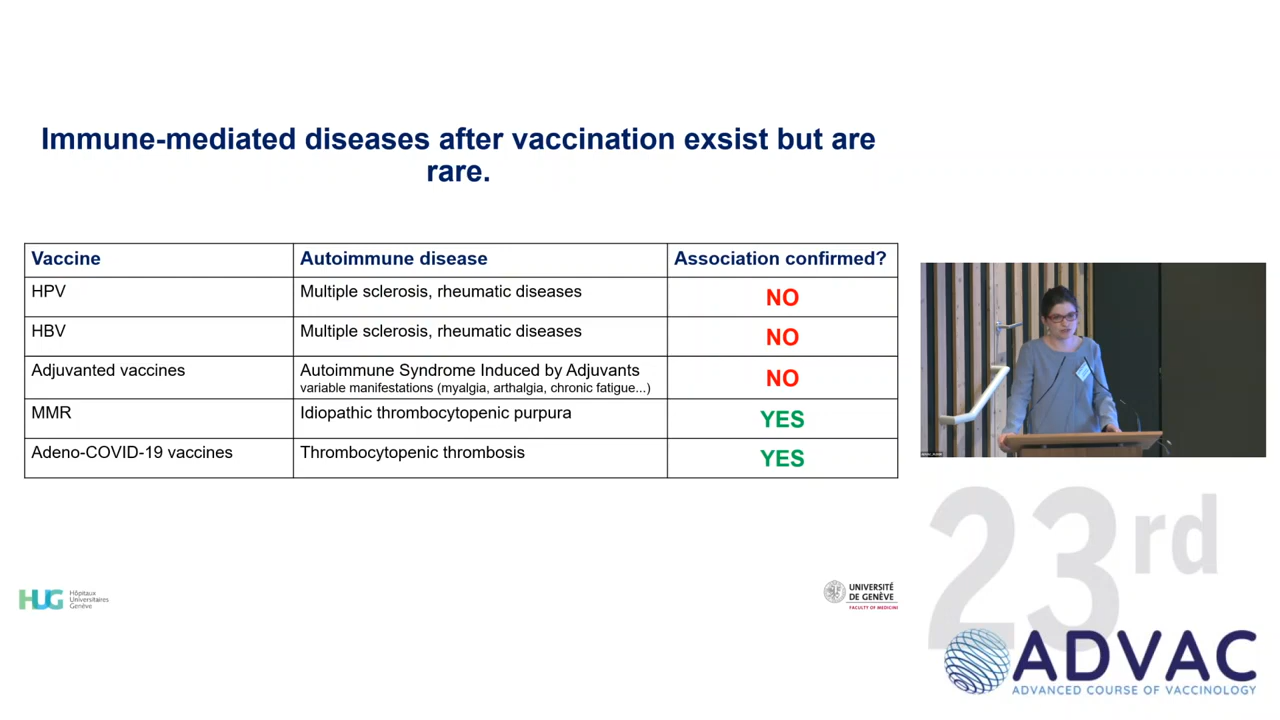 Immune-mediated diseases after vaccination exsist but are
rare.
Vaccine Autoimmune disease Association confirmed?
HPV Multiple sclerosis, rheumatic diseases NO
HBV Multiple sclerosis, rheumatic diseases NO
Adjuvanted vaccines Autoimmune Syndrome Induced by Adjuvants NO
variable manifestations (myalgia, arthalgia, chronic fatigue...)
MMR Idiopathic thrombocytopenic purpura YES
Adeno-COVID-19 vaccines Thrombocytopenic thrombosis YES
HUG Hôpitaux
Universitaires
Genève
UNIVERSITÉ
DE GENÈVE
FACULTY OF MEDICINE
23rd
ADVAC
ADVANCED COURSE OF VACCINOLOGY